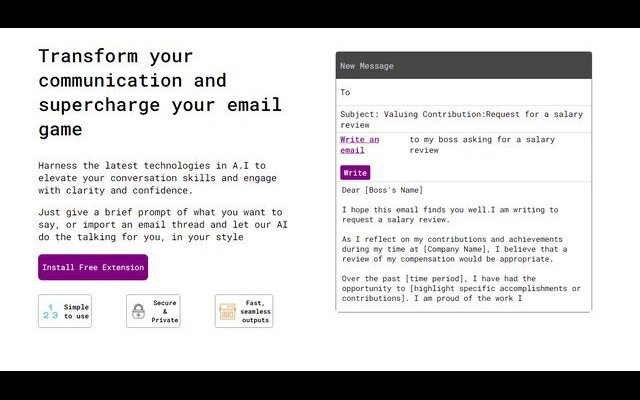 Transform your
communication and
supercharge your email
game
Harness the latest technologies in A.I to
elevate your conversation skills and engage
with clarity and confidence.
Just give a brief prompt of what you want to
say, or import an email thread and let our AI
do the talking for you, in your style
Install Free Extension
1
2 3
Simple
to use
Secure
&
Private
Fast,
seamless
outputs
New Message
To
Subject: Valuing Contribution:Request for a salary
review
Write an
email
to my boss asking for a salary
review
Write
Dear [Boss's Name]
I hope this email finds you well.I am writing to
request a salary review.
As I reflect on my contributions and achievements
during my time at [Company Name], I believe that a
review of my compensation would be appropriate.
Over the past [time period], I have had the
opportunity to [highlight specific accomplishments or
contributions]. I am proud of the work I